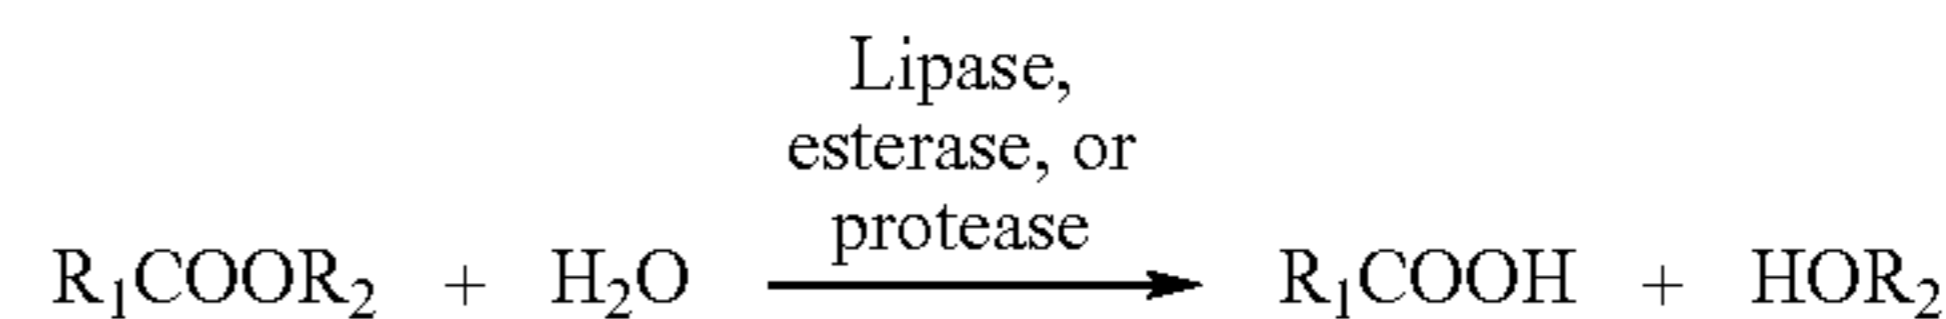 Lipase,
esterase, or
protease
R₁COOR₂ + H₂O → R₁COOH + HOR₂